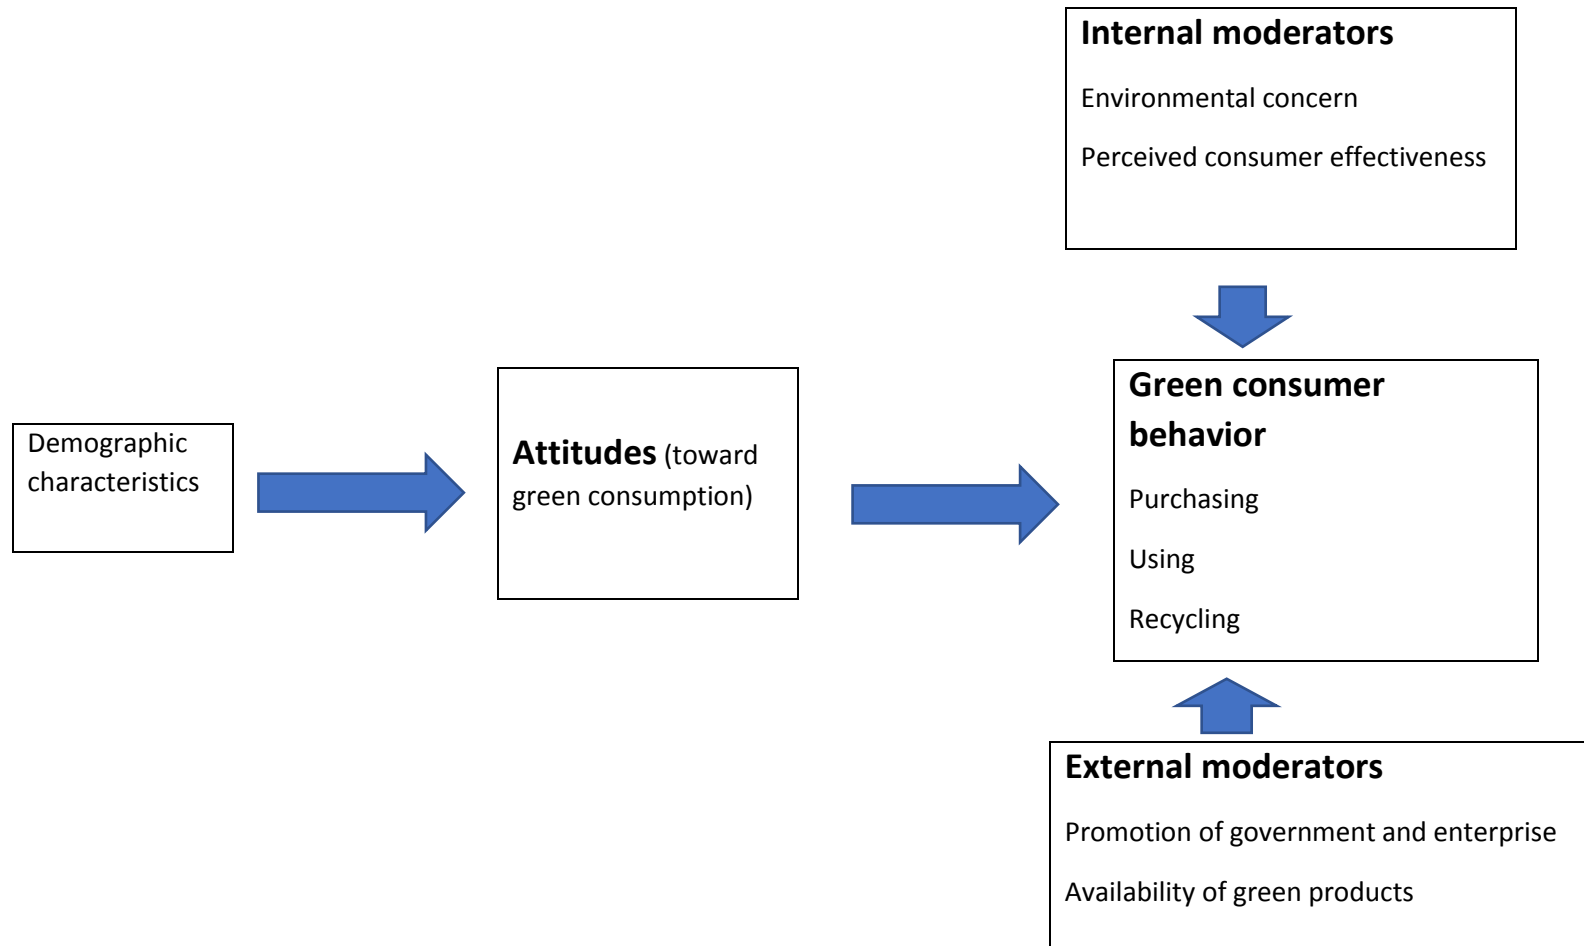 Internal moderators
Environmental concern
Perceived consumer effectiveness
Demographic
characteristics
Attitudes (toward
green consumption)
Green consumer
behavior
Purchasing
Using
Recycling
External moderators
Promotion of government and enterprise
Availability of green products